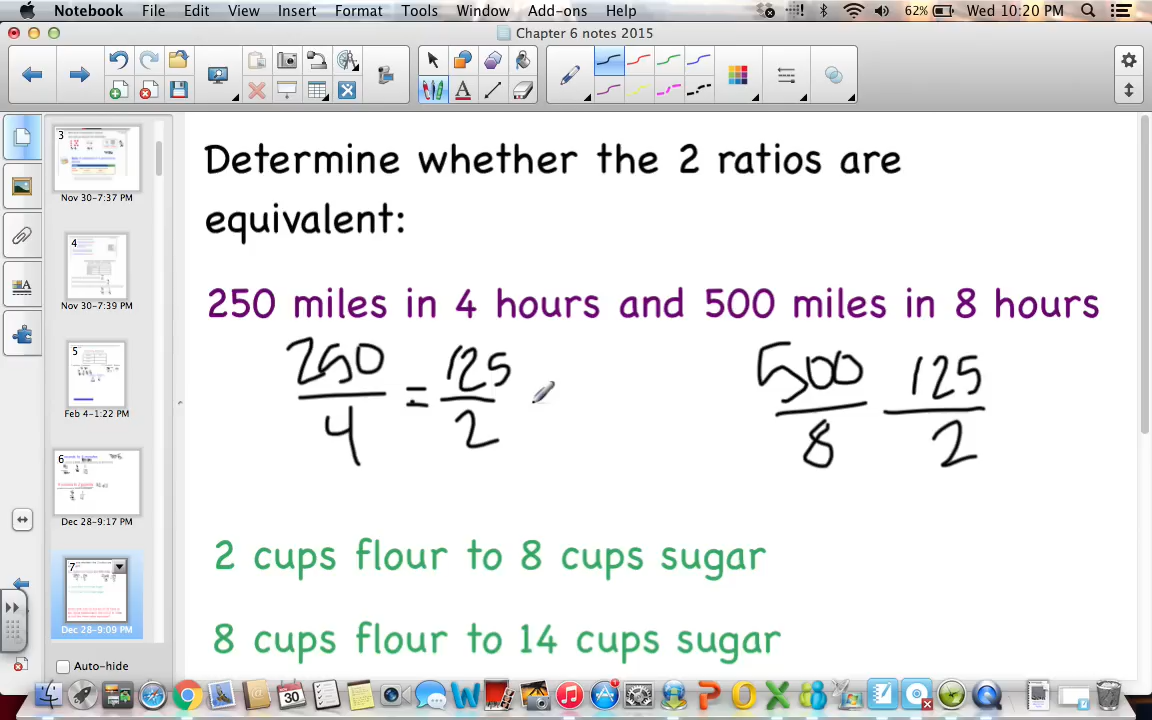 Notebook File Edit View Insert Format Tools Window Add-ons Help 62% Wed 10:20 PM
Chapter 6 notes 2015
3
Nov 30-7:37 PM
4
Nov 30-7:39 PM
5
Feb 4-1:22 PM
6
Dec 28-9:17 PM
7
Dec 28-9:09 PM
Auto-hide
Determine whether the 2 ratios are
equivalent:
250 miles in 4 hours and 500 miles in 8 hours
250 125 500 125
=
4 2 8 2
2 cups flour to 8 cups sugar
8 cups flour to 14 cups sugar
30